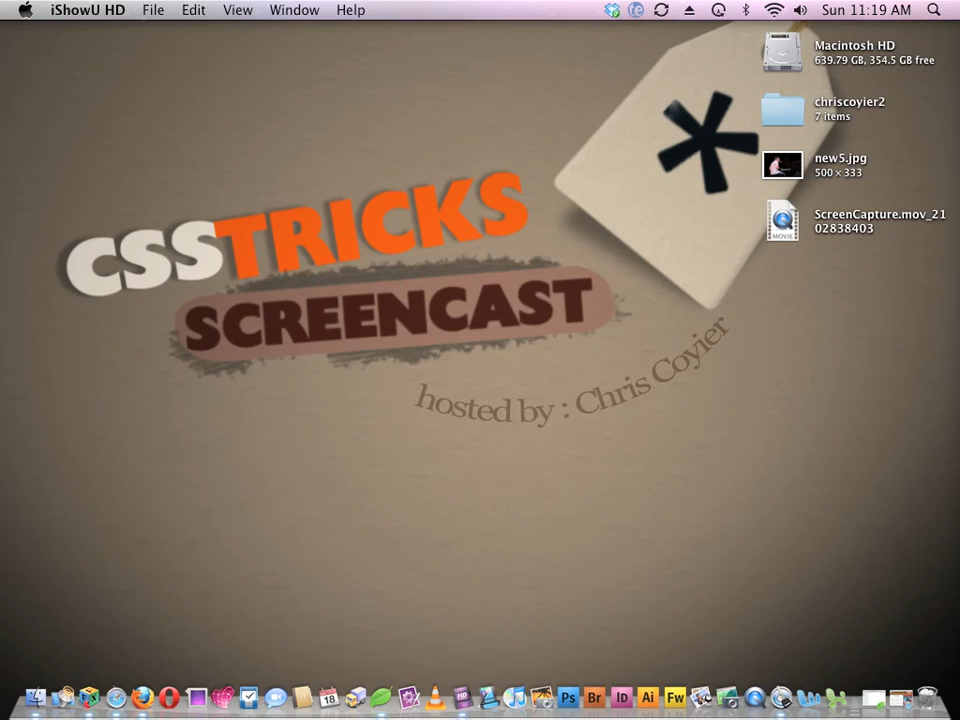 iShowU HD File Edit View Window Help Sun 11:19 AM
Macintosh HD
639.79 GB, 354.5 GB free
chriscoyier2
7 items
new5.jpg
500 × 333
ScreenCapture.mov_21
02838403
MOVIE
*
CSSTRICKS
SCREENCAST
hosted by : Chris Coyier
18
Ps Br ID Ai Fw